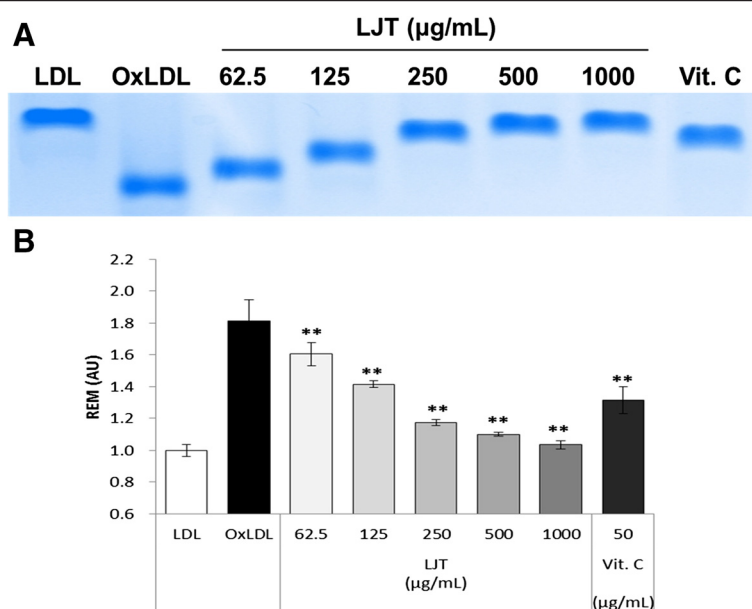 A
LJT (µg/mL)
LDL OxLDL 62.5 125 250 500 1000 Vit. C
B
2.2
2.0
1.8
1.6
1.4
1.2
1.0
0.8
0.6
REM (AU)
** ** ** ** ** **
LDL OxLDL 62.5 125 250 500 1000 50
LJT Vit. C
(µg/mL)
(µg/mL)